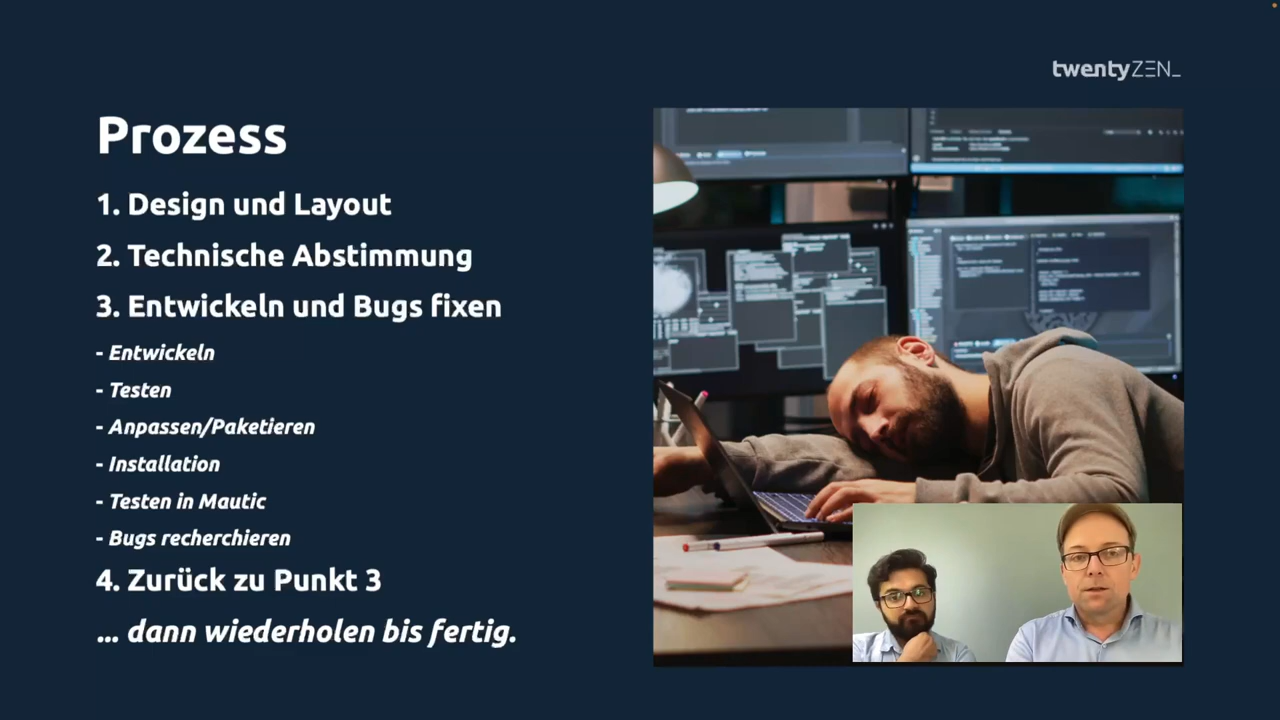 twentyZEN_
Prozess
1. Design und Layout
2. Technische Abstimmung
3. Entwickeln und Bugs fixen
- Entwickeln
- Testen
- Anpassen/Paketieren
- Installation
- Testen in Mautic
- Bugs recherchieren
4. Zurück zu Punkt 3
... dann wiederholen bis fertig.